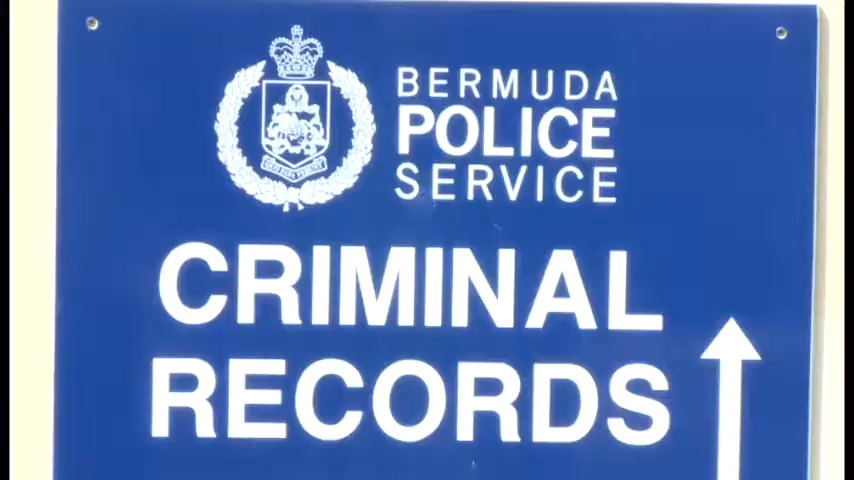 BERMUDA
POLICE
SERVICE
CRIMINAL
RECORDS